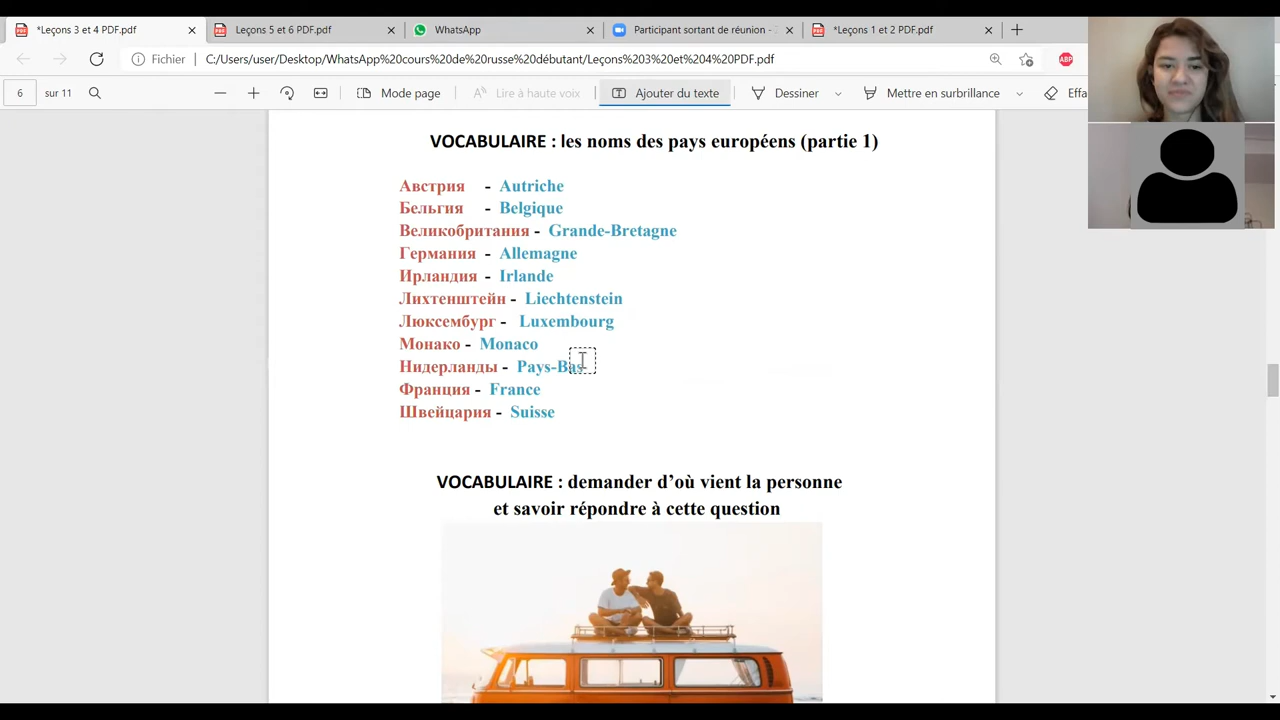 *Leçons 3 et 4 PDF.pdf
Leçons 5 et 6 PDF.pdf
WhatsApp
Participant sortant de réunion -
*Leçons 1 et 2 PDF.pdf
Fichier
C:/Users/user/Desktop/WhatsApp%20cours%20de%20russe%20débutant/Leçons%203%20et%204%20PDF.pdf
ABP
6 sur 11
Mode page
Lire à haute voix
Ajouter du texte
Dessiner
Mettre en surbrillance
Effa
VOCABULAIRE : les noms des pays européens (partie 1)
Австрия - Autriche
Бельгия - Belgique
Великобритания - Grande-Bretagne
Германия - Allemagne
Ирландия - Irlande
Лихтенштейн - Liechtenstein
Люксембург - Luxembourg
Монако - Monaco
Нидерланды - Pays-Bas
Франция - France
Швейцария - Suisse
VOCABULAIRE : demander d’où vient la personne
et savoir répondre à cette question